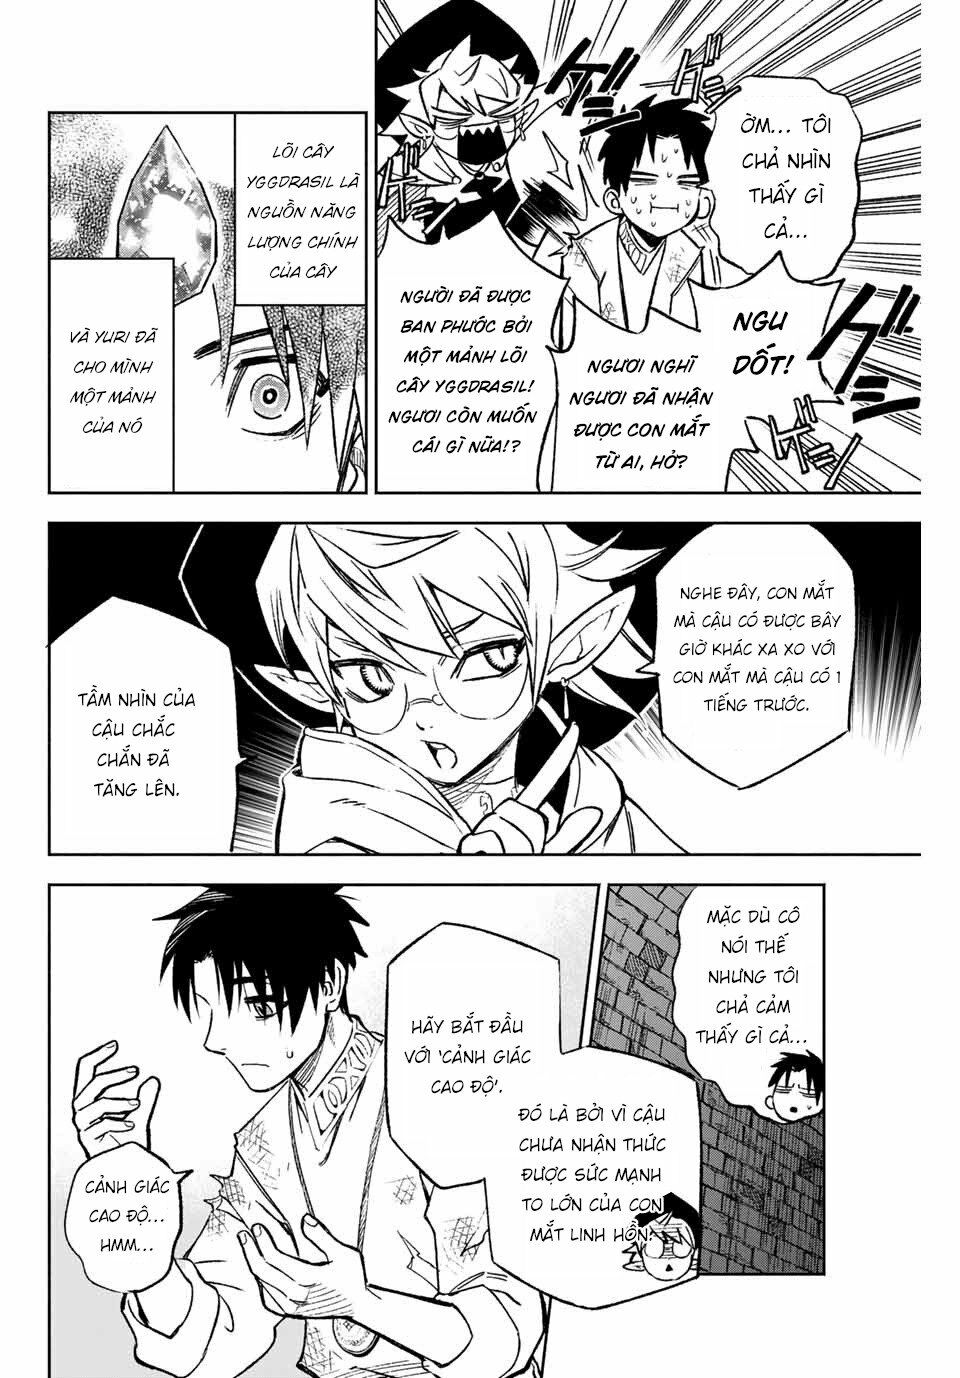 ỜM... TÔI
CHẢ NHÌN
THẤY GÌ
CẢ...
NGU
DỐT!
NGƯƠI NGHĨ
NGƯƠI ĐÃ NHẬN
ĐƯỢC CON MẮT
TỪ AI, HỞ?
NGƯỜI ĐÃ ĐƯỢC
BAN PHƯỚC BỞI
MỘT MẢNH LÕI
CÂY YGGDRASIL!
NGƯƠI CÒN MUỐN
CÁI GÌ NỮA!?
LÕI CÂY
YGGDRASIL LÀ
NGUỒN NĂNG
LƯỢNG CHÍNH
CỦA CÂY
VÀ YURI ĐÃ
CHO MÌNH
MỘT MẢNH
CỦA NÓ
NGHE ĐÂY, CON MẮT
MÀ CẬU CÓ ĐƯỢC BÂY
GIỜ KHÁC XA XO VỚI
CON MẮT MÀ CẬU CÓ 1
TIẾNG TRƯỚC.
TẦM NHÌN CỦA
CẬU CHẮC
CHẮN ĐÃ
TĂNG LÊN.
MẶC DÙ CÔ
NÓI THẾ
NHƯNG TÔI
CHẢ CẢM
THẤY GÌ CẢ...
ĐÓ LÀ BỞI VÌ CẬU
CHƯA NHẬN THỨC
ĐƯỢC SỨC MẠNH
TO LỚN CỦA CON
MẮT LINH HỒN.
HÃY BẮT ĐẦU
VỚI 'CẢNH GIÁC
CAO ĐỘ'.
CẢNH GIÁC
CAO ĐỘ...
HMM...